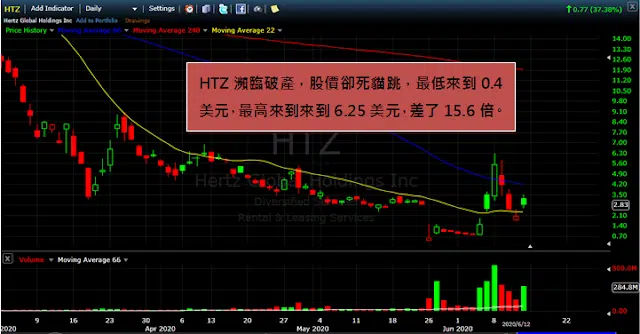 HTZ Add Indicator Daily Settings 0.77 (37.38%)
Hertz Global Holdings Inc Add to Portfolio Drawings
Price History Moving Average 66 Moving Average 240 Moving Average 22
HTZ 瀕臨破產，股價卻死貓跳，最低來到 0.4
美元，最高來到來到 6.25 美元，差了 15.6 倍。
HTZ
Hertz Global Holdings Inc
Diversified
Rental & Leasing Services
14.00
13.30
12.60
11.90
11.20
10.50
9.80
9.10
8.40
7.70
7.00
6.30
5.60
4.90
4.20
3.50
2.83
2.10
1.40
0.70
X Volume Moving Average 66
500.0M
284.8M
0.00
9 16 23 30 6 13 20 27 4 11 18 26 1 8 2020/6/12 22
2020 Apr 2020 May 2020 Jun 2020